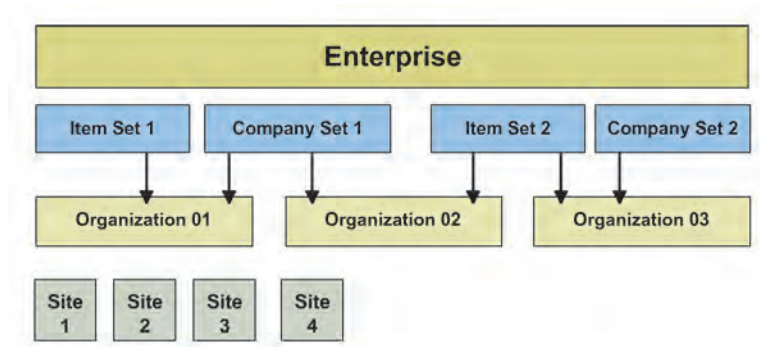 Enterprise
Item Set 1
Company Set 1
Item Set 2
Company Set 2
Organization 01
Organization 02
Organization 03
Site
1
Site
2
Site
3
Site
4